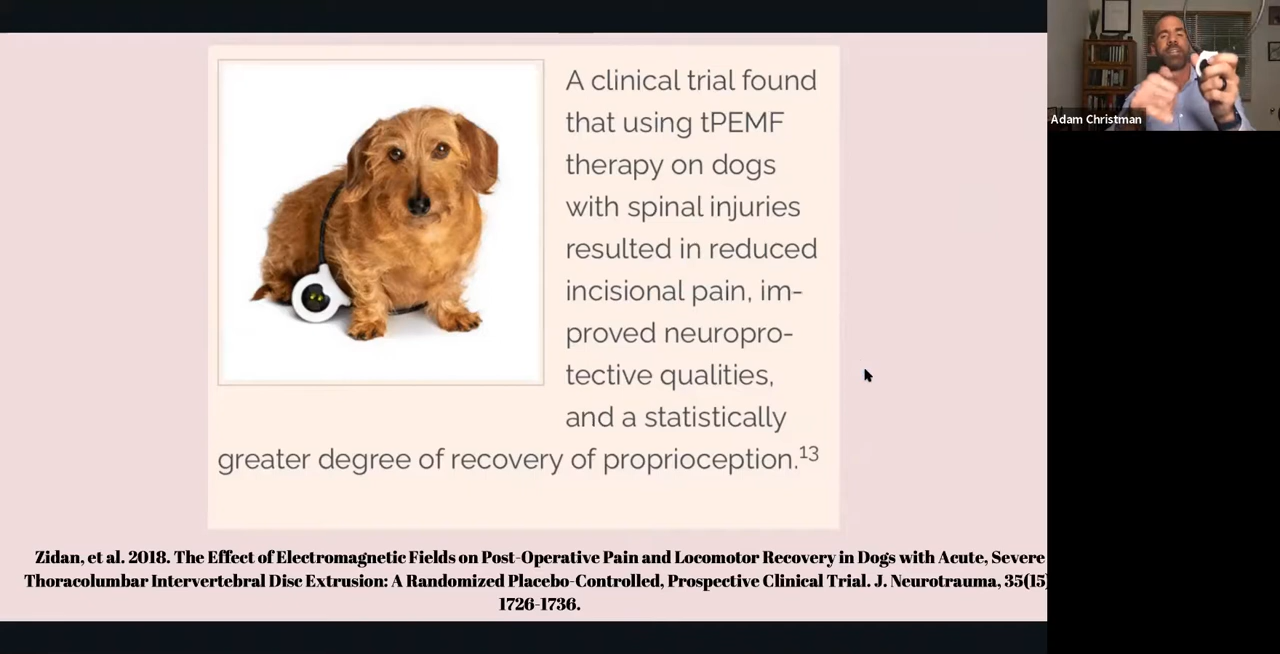 A clinical trial found
that using tPEMF
therapy on dogs
with spinal injuries
resulted in reduced
incisional pain, im-
proved neuropro-
tective qualities,
and a statistically
greater degree of recovery of proprioception.13
Zidan, et al. 2018. The Effect of Electromagnetic Fields on Post-Operative Pain and Locomotor Recovery in Dogs with Acute, Severe
Thoracolumbar Intervertebral Disc Extrusion: A Randomized Placebo-Controlled, Prospective Clinical Trial. J. Neurotrauma, 35(15)
1726-1736.
Adam Christman